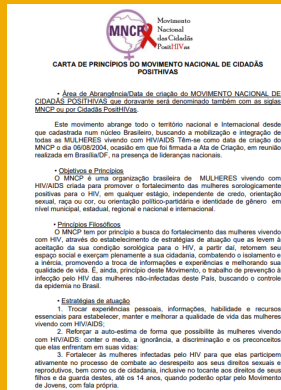 MNCP
Movimento
Nacional
das Cidadãs
PositHIVas
CARTA DE PRINCÍPIOS DO MOVIMENTO NACIONAL DE CIDADÃS
POSITHIVAS
• Área de Abrangência/Data de criação do MOVIMENTO NACIONAL DE
CIDADÃS POSITHIVAS que doravante será denominado também com as siglas
MNCP ou por Cidadãs PositHIVas.
Este movimento abrange todo o território nacional e Internacional desde
que cadastrada num núcleo Brasileiro, buscando a mobilização e integração de
todas as MULHERES vivendo com HIV/AIDS Têm-se como data de criação do
MNCP o dia 06/08/2004, ocasião em que foi firmada a Ata de Criação, em reunião
realizada em Brasília/DF, na presença de lideranças nacionais.
• Objetivos e Princípios
O MNCP é uma organização brasileira de MULHERES vivendo com
HIV/AIDS criada para promover o fortalecimento das mulheres sorologicamente
positivas para o HIV, em qualquer estágio, independente de credo, orientação
sexual, raça ou cor, ou orientação político-partidária e identidade de gênero em
nível municipal, estadual, regional e nacional e internacional.
• Princípios Filosóficos
O MNCP tem por princípio a busca do fortalecimento das mulheres vivendo
com HIV, através do estabelecimento de estratégias de atuação que as levem à
aceitação da sua condição sorológica para o HIV, a partir daí, retomem seu
espaço social e exerçam plenamente a sua cidadania, combatendo o isolamento e
a inércia, promovendo a troca de informações e experiências e melhorando sua
qualidade de vida. É, ainda, princípio deste Movimento, o trabalho de prevenção à
infecção pelo HIV das mulheres não-infectadas deste País, buscando o controle
da epidemia no Brasil.
• Estratégias de atuação
1. Trocar experiências pessoais, informações, habilidade e recursos
essenciais para estabelecer, manter e melhorar a qualidade de vida das mulheres
vivendo com HIV/AIDS;
2. Reforçar a auto-estima de forma que possibilite às mulheres vivendo
com HIV/AIDS: conter o medo, a ignorância, a discriminação e os preconceitos
que elas enfrentam em suas vidas:
3. Fortalecer às mulheres infectadas pelo HIV para que elas participem
ativamente no processo de combate ao desrespeito aos seus direitos sexuais e
reprodutivos, bem como os de cidadania, inclusive no tocante aos direitos de seus
filhos e da guarda destes, até os 14 anos, quando poderão optar pelo Movimento
de Jovens, com fala própria.